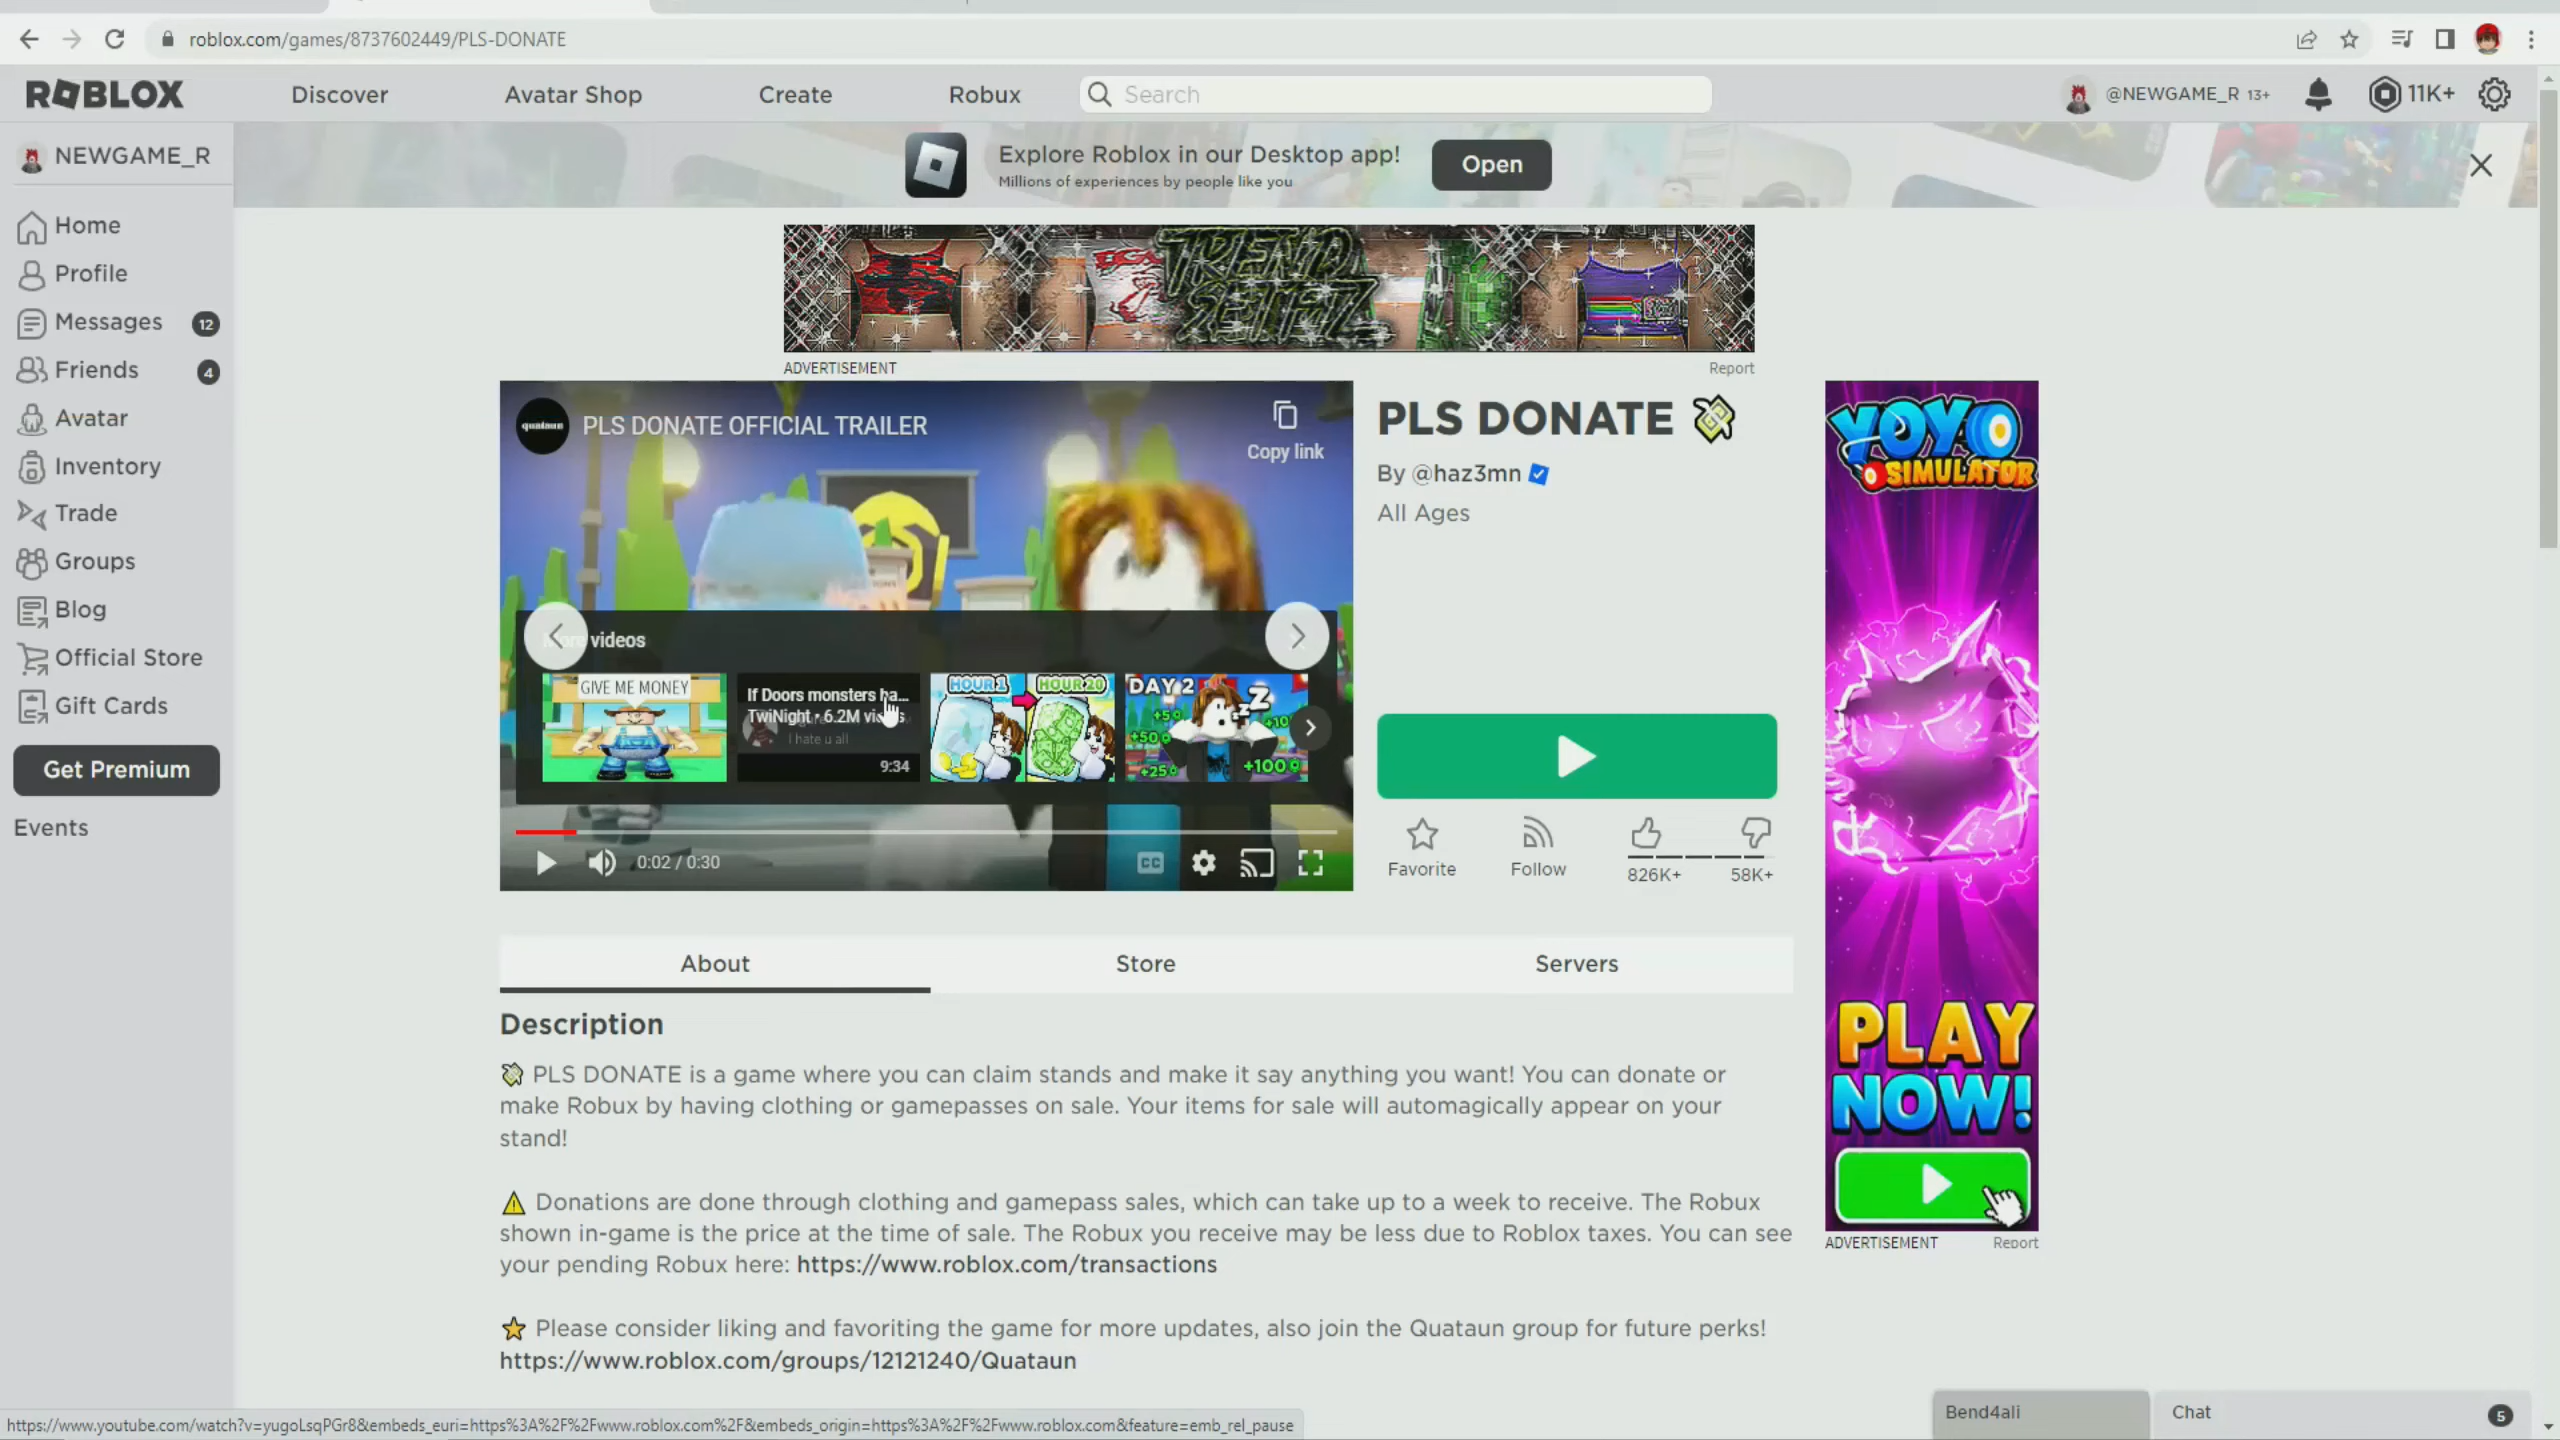 roblox.com/games/8737602449/PLS-DONATE
ROBLOX
Discover
Avatar Shop
Create
Robux
Search
@NEWGAME_R 13+
11K+
NEWGAME_R
Explore Roblox in our Desktop app!
Millions of experiences by people like you
Open
Home
Profile
Messages
12
Friends
4
Avatar
Inventory
Trade
Groups
Blog
Official Store
Gift Cards
Get Premium
Events
TREND
ADVERTISEMENT
Report
quataun
PLS DONATE OFFICIAL TRAILER
Copy link
videos
GIVE ME MONEY
If Doors monsters ha...
TwiNight · 6.2M
I hate u all
9:34
HOUR 1
HOUR 20
DAY 2
+5
+10
+50
+25
+100
0:02 / 0:30
CC
PLS DONATE
By @haz3mn
All Ages
Favorite
Follow
826K+
58K+
YOYO
SIMULATOR
PLAY
NOW!
ADVERTISEMENT
Report
About
Store
Servers
Description
PLS DONATE is a game where you can claim stands and make it say anything you want! You can donate or
make Robux by having clothing or gamepasses on sale. Your items for sale will automagically appear on your
stand!
Donations are done through clothing and gamepass sales, which can take up to a week to receive. The Robux
shown in-game is the price at the time of sale. The Robux you receive may be less due to Roblox taxes. You can see
your pending Robux here: https://www.roblox.com/transactions
Please consider liking and favoriting the game for more updates, also join the Quataun group for future perks!
https://www.roblox.com/groups/12121240/Quataun
https://www.youtube.com/watch?v=yugoLsqPGr8&embeds_euri=https%3A%2F%2Fwww.roblox.com%2F&embeds_origin=https%3A%2F%2Fwww.roblox.com&feature=emb_rel_pause
Bend4ali
Chat
5